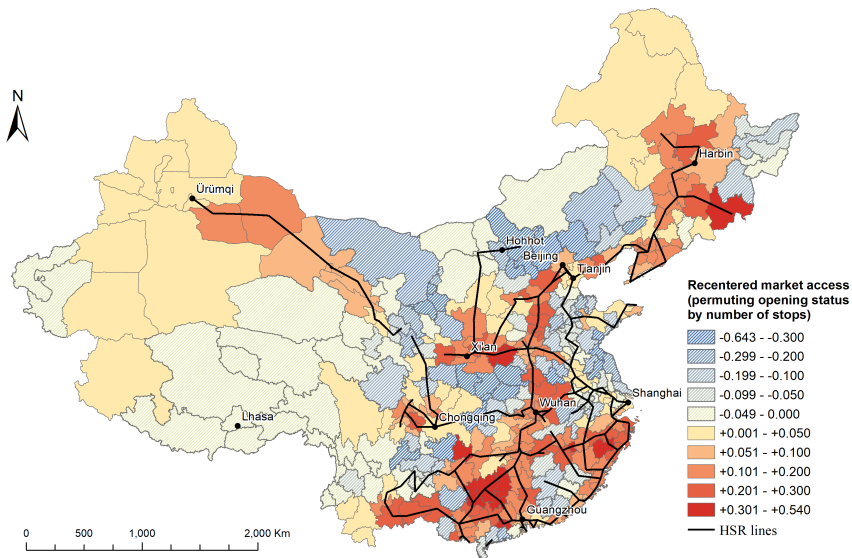 N
Harbin
Ürümqi
Hohhot
Beijing
Tianjin
Xi'an
Shanghai
Wuhan
Chongqing
Lhasa
Guangzhou
Recentered market access
(permuting opening status
by number of stops)
-0.643 - -0.300
-0.299 - -0.200
-0.199 - -0.100
-0.099 - -0.050
-0.049 - 0.000
+0.001 - +0.050
+0.051 - +0.100
+0.101 - +0.200
+0.201 - +0.300
+0.301 - +0.540
HSR lines
0 500 1,000 2,000 Km